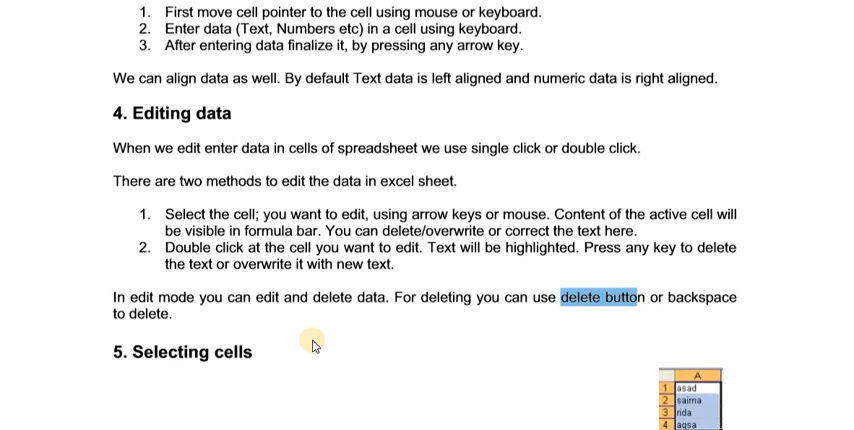 1. First move cell pointer to the cell using mouse or keyboard.
2. Enter data (Text, Numbers etc) in a cell using keyboard.
3. After entering data finalize it, by pressing any arrow key.
We can align data as well. By default Text data is left aligned and numeric data is right aligned.
4. Editing data
When we edit enter data in cells of spreadsheet we use single click or double click.
There are two methods to edit the data in excel sheet.
1. Select the cell; you want to edit, using arrow keys or mouse. Content of the active cell will
be visible in formula bar. You can delete/overwrite or correct the text here.
2. Double click at the cell you want to edit. Text will be highlighted. Press any key to delete
the text or overwrite it with new text.
In edit mode you can edit and delete data. For deleting you can use delete button or backspace
to delete.
5. Selecting cells
A
1 asad
2 saima
3 rida
4 aqsa